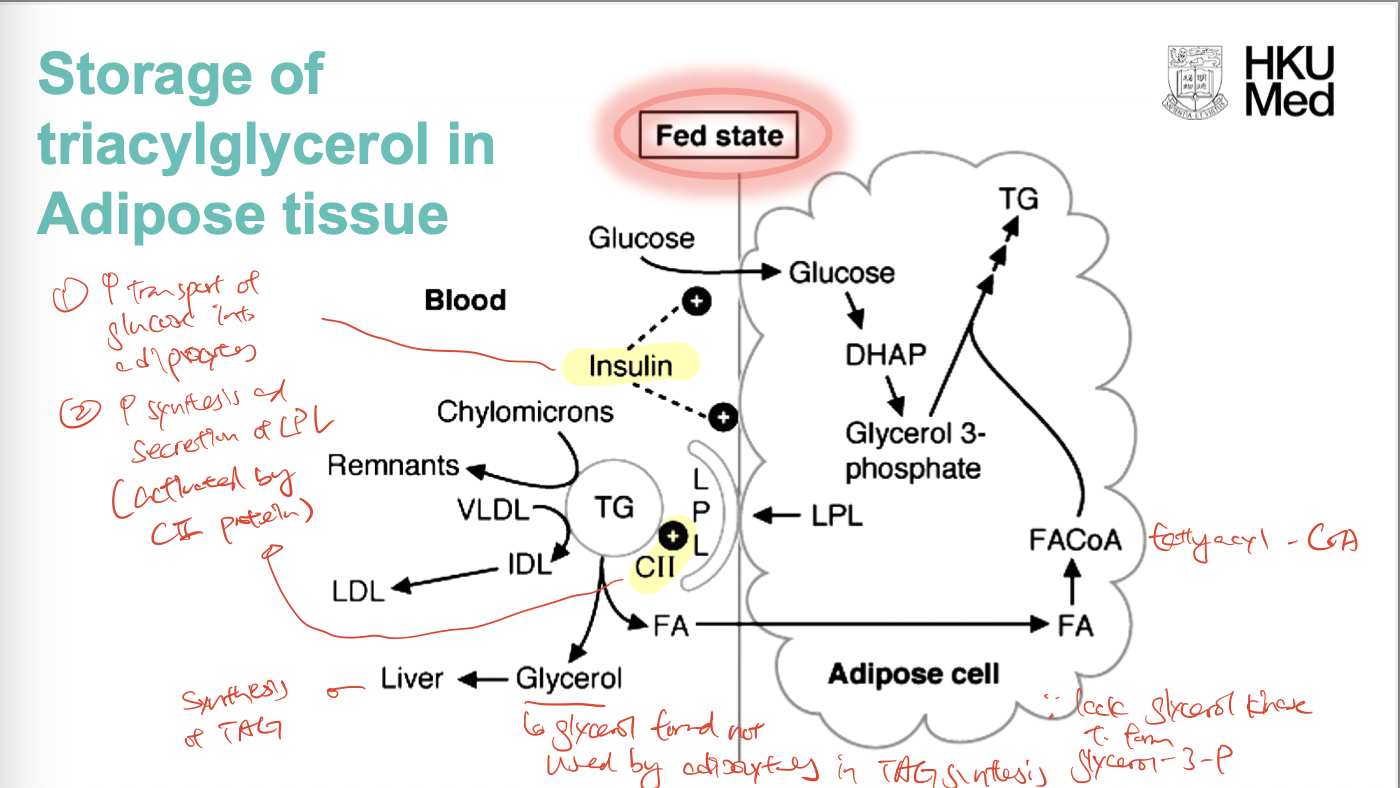 Storage of
triacylglycerol in
Adipose tissue
HKU
Med
Fed state
① ↑ transport of
glucose into
adipocytes
② ↑ synthesis and
secretion of LPL
(activated by
CII protein)
Blood
Glucose
Insulin
+
+
Chylomicrons
Remnants
VLDL
TG
IDL
LDL
+
CII
LPL
FA
Glycerol
Liver
Synthesis
of TAG
glycerol formed not
used by adipocytes in TAG synthesis
TG
Glucose
DHAP
Glycerol 3-
phosphate
LPL
FACoA
fattyacyl - CoA
FA
Adipose cell
∵ lack glycerol kinase
to form
glycerol-3-P